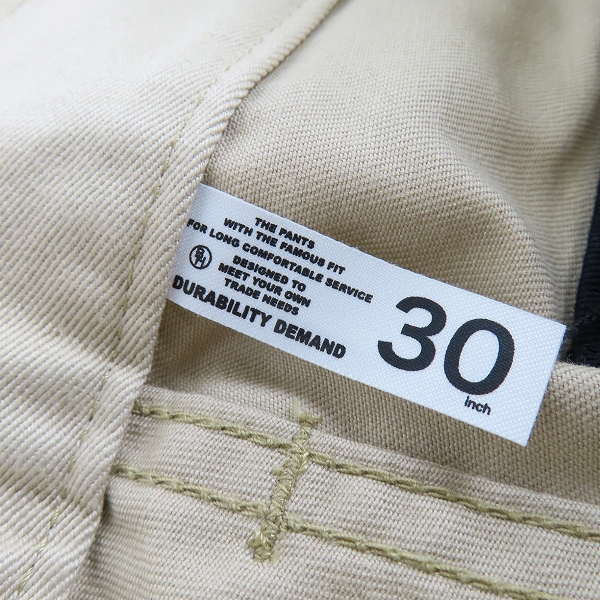 THE PANTS
WITH THE FAMOUS FIT
FOR LONG COMFORTABLE SERVICE
DESIGNED TO
MEET YOUR OWN
TRADE NEEDS
DURABILITY DEMAND
30
inch